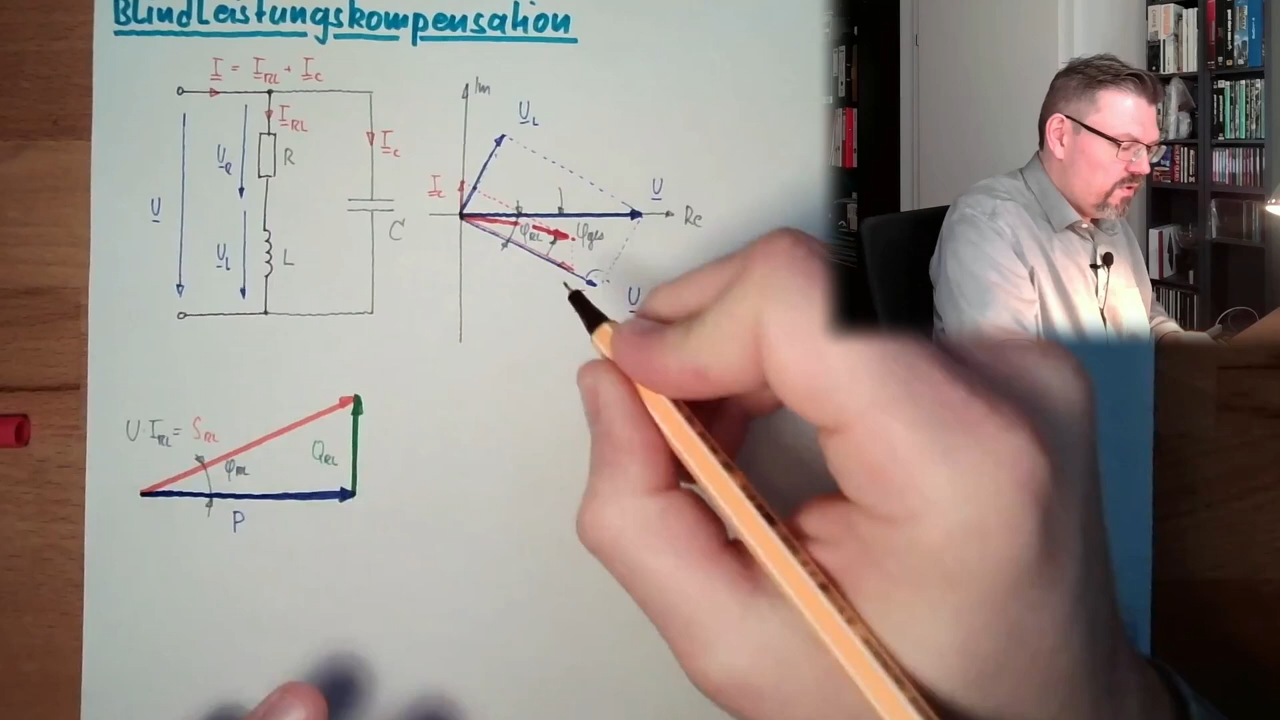 BLindLeistungskompensation
I = I_RL + I_C
I_RL
I_C
U_R
R
U
U_L
L
C
Im
U_L
I_C
U
Re
φ_RL
φ_ges
U
U·I_RL = S_RL
φ_RL
Q_RL
P